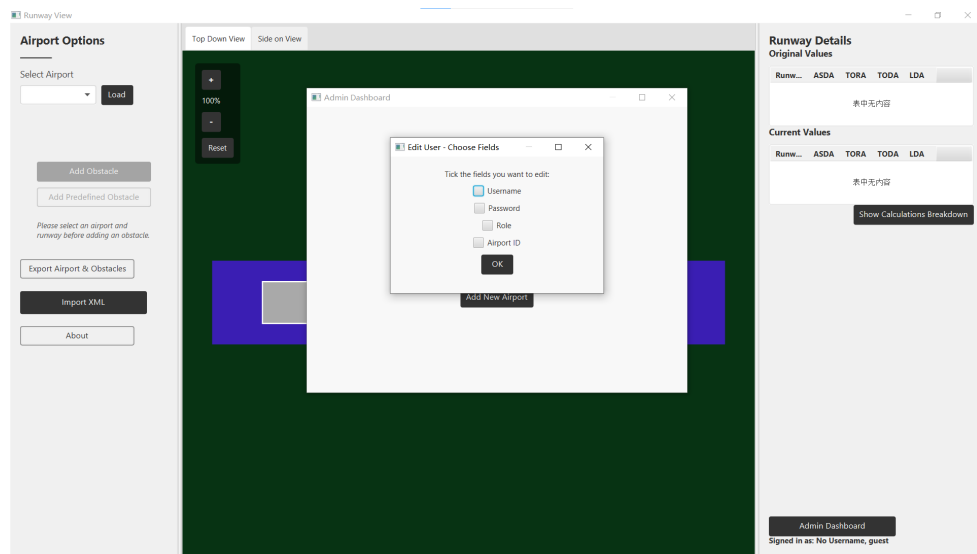 Runway View
Airport Options
Select Airport
Load
Add Obstacle
Add Predefined Obstacle
Please select an airport and
runway before adding an obstacle.
Export Airport & Obstacles
Import XML
About
Top Down View
Side on View
+
100%
-
Reset
Admin Dashboard
Edit User - Choose Fields
Tick the fields you want to edit:
Username
Password
Role
Airport ID
OK
Add New Airport
Runway Details
Original Values
Runw... ASDA TORA TODA LDA
表中无内容
Current Values
Runw... ASDA TORA TODA LDA
表中无内容
Show Calculations Breakdown
Admin Dashboard
Signed in as: No Username, guest